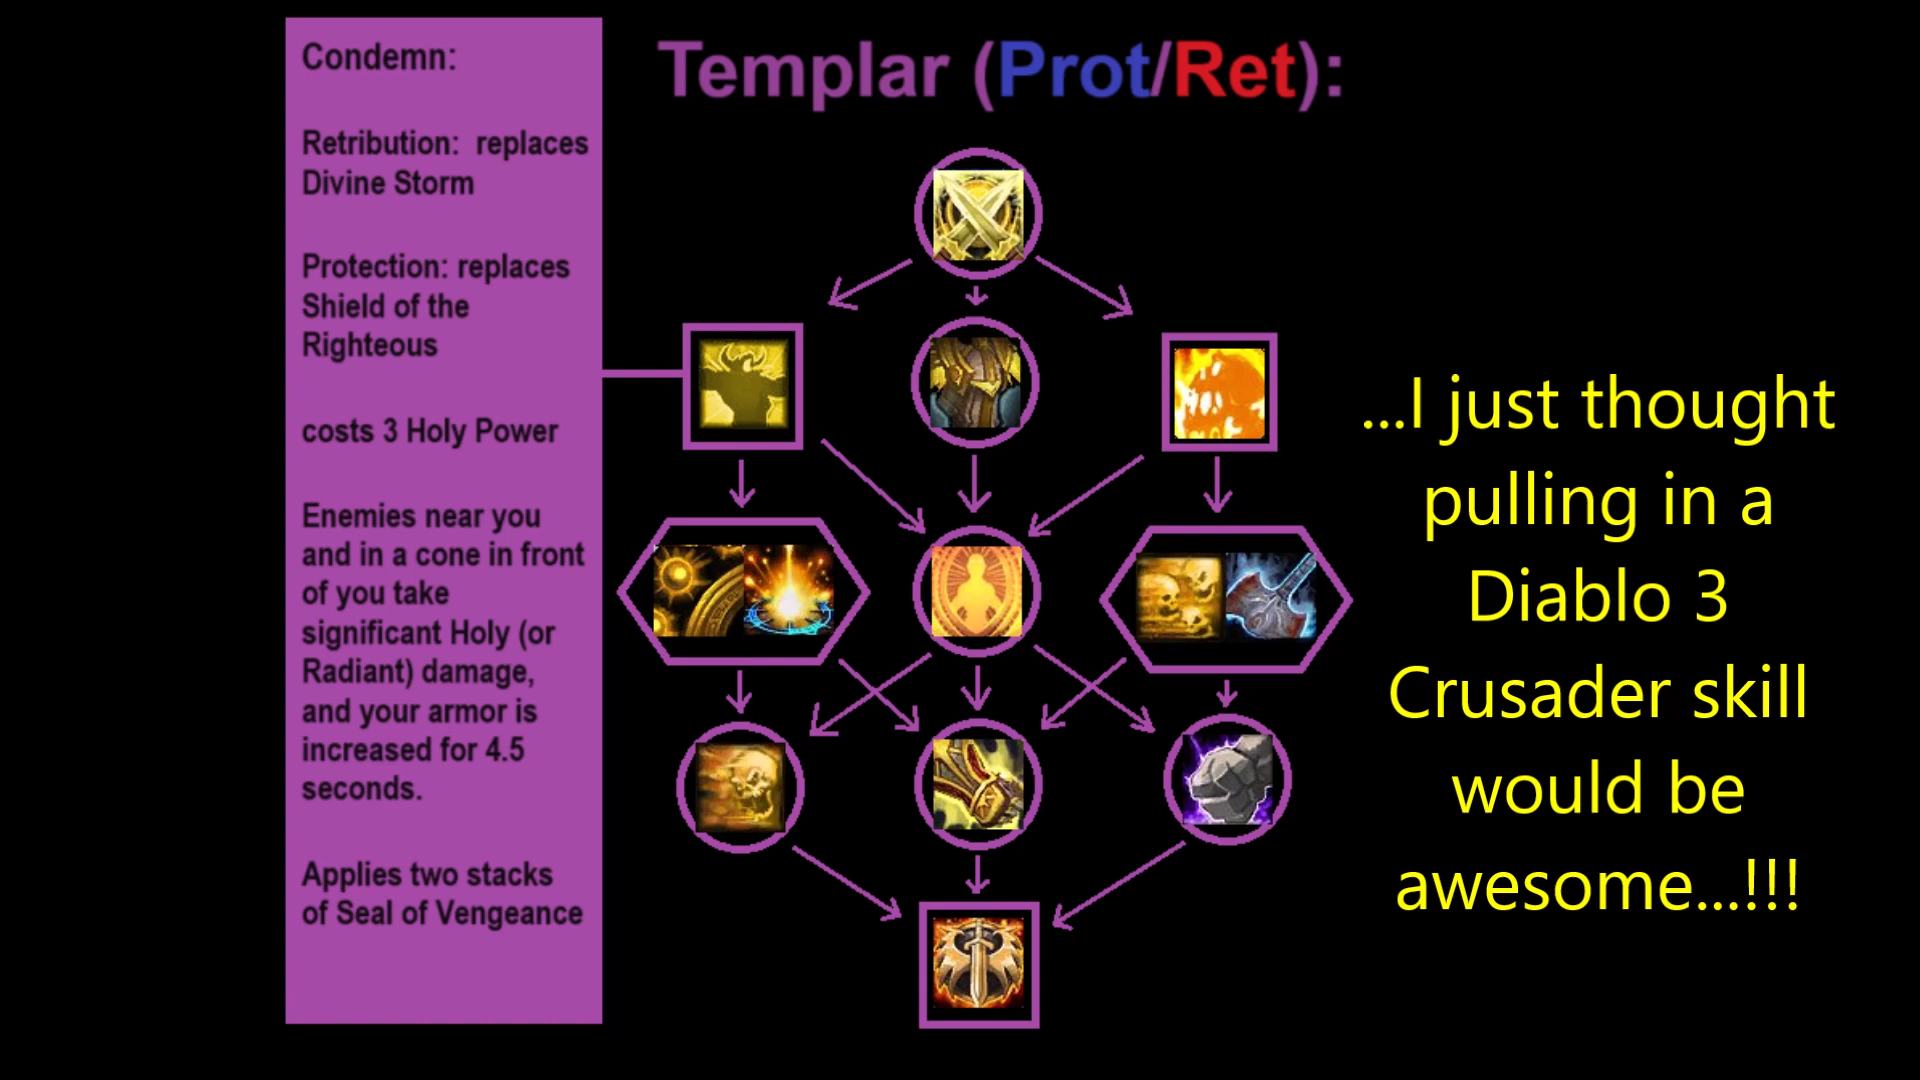 Condemn:
Retribution:  replaces
Divine Storm
Protection: replaces
Shield of the
Righteous
costs 3 Holy Power
Enemies near you
and in a cone in front
of you take
significant Holy (or
Radiant) damage,
and your armor is
increased for 4.5
seconds.
Applies two stacks
of Seal of Vengeance
Templar (Prot/Ret):
...I just thought
pulling in a
Diablo 3
Crusader skill
would be
awesome...!!!